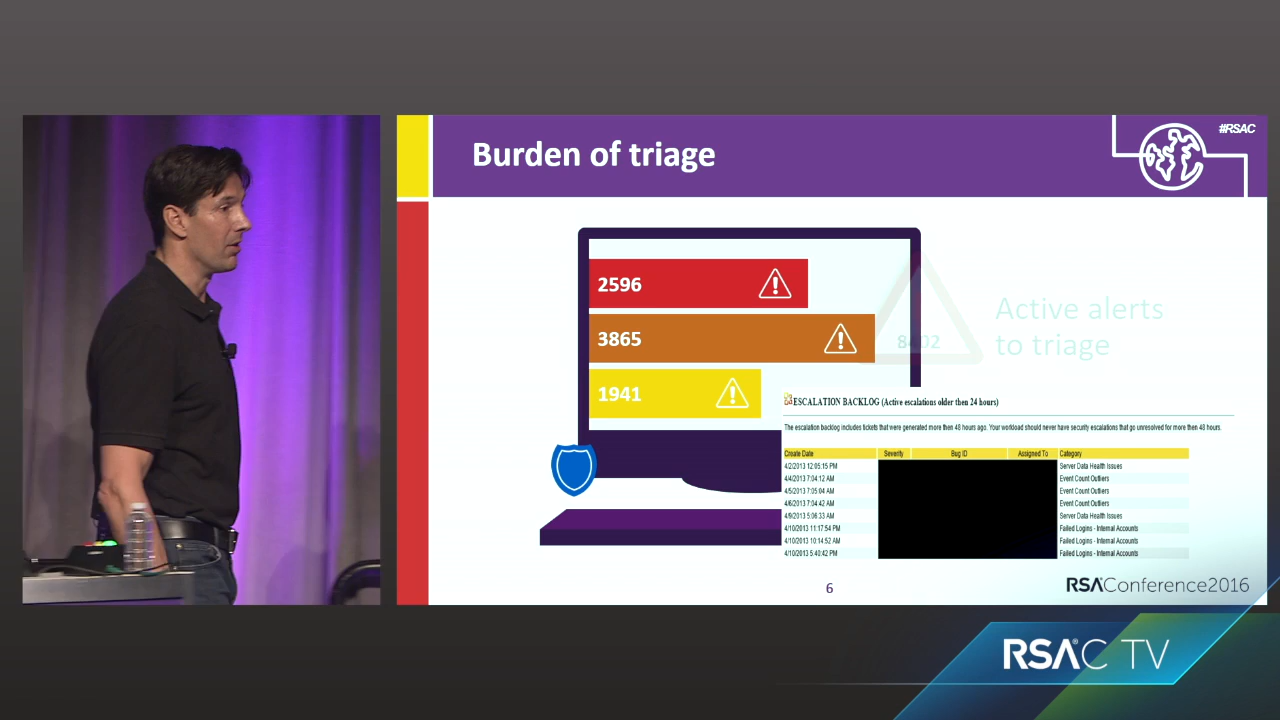 Burden of triage
#RSAC
2596
3865
1941
8402
Active alerts
to triage
ESCALATION BACKLOG (Active escalations older then 24 hours)
The escalation backlog includes tickets that were generated more then 48 hours ago. Your workload should never have security escalations that go unresolved for more then 48 hours.
Create Date Severity Bug ID Assigned To Category
4/2/2013 12:05:15 PM Server Data Health Issues
4/4/2013 7:04:12 AM Event Count Outliers
4/5/2013 7:05:04 AM Event Count Outliers
4/6/2013 7:04:42 AM Event Count Outliers
4/9/2013 5:06:33 AM Server Data Health Issues
4/10/2013 11:17:54 PM Failed Logins - Internal Accounts
4/10/2013 10:14:52 AM Failed Logins - Internal Accounts
4/10/2013 5:40:42 PM Failed Logins - Internal Accounts
6
RSAConference2016
RSAC TV